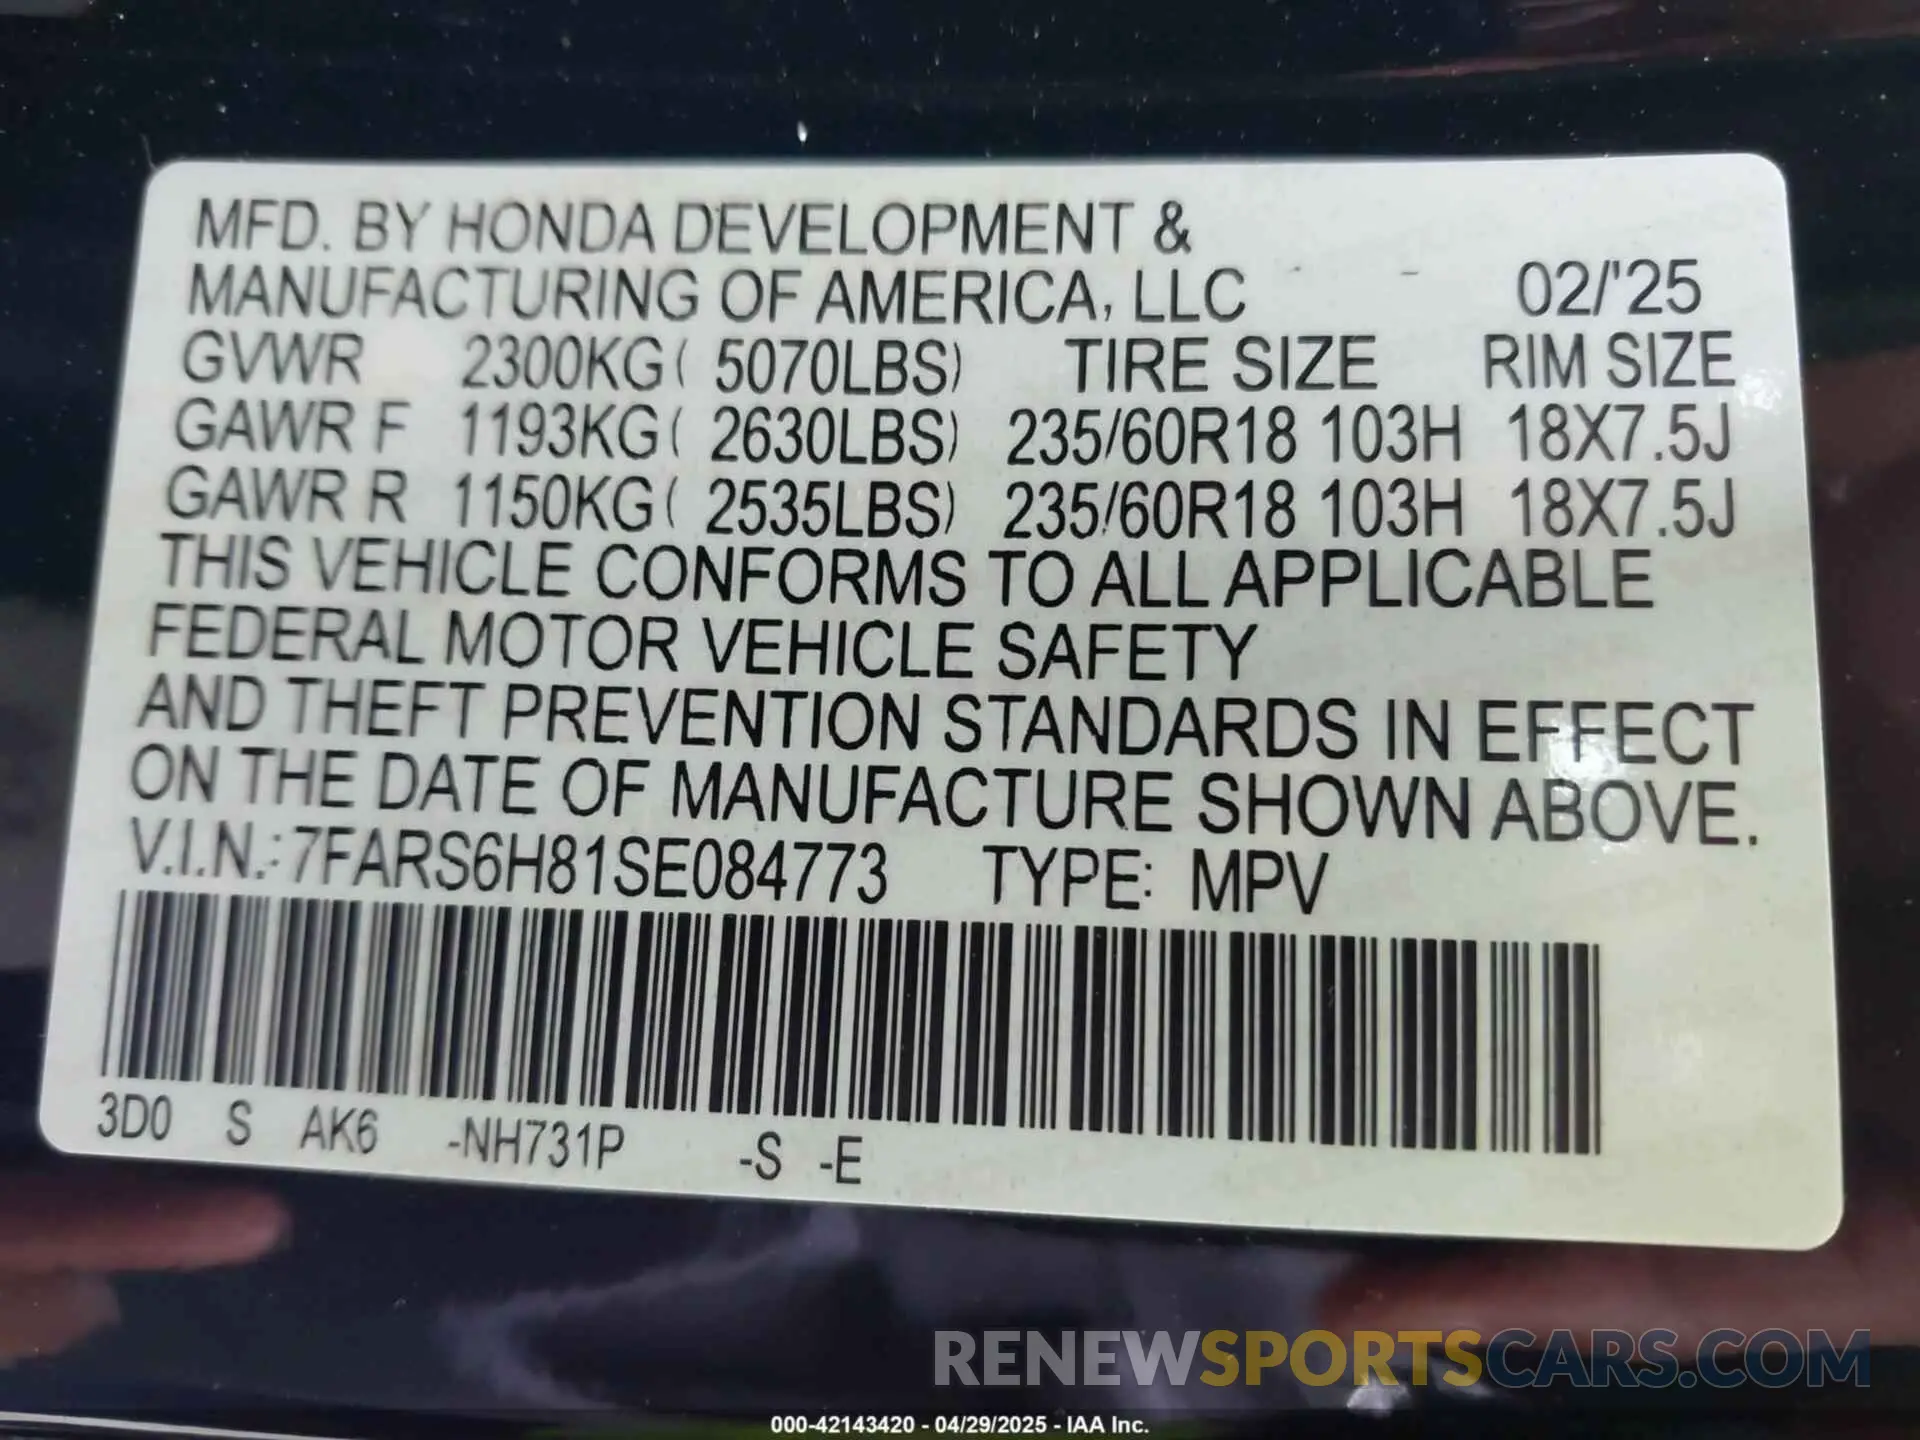 MFD. BY HONDA DEVELOPMENT &
MANUFACTURING OF AMERICA, LLC 02/'25
GVWR 2300KG( 5070LBS) TIRE SIZE RIM SIZE
GAWR F 1193KG( 2630LBS) 235/60R18 103H 18X7.5J
GAWR R 1150KG( 2535LBS) 235/60R18 103H 18X7.5J
THIS VEHICLE CONFORMS TO ALL APPLICABLE
FEDERAL MOTOR VEHICLE SAFETY
AND THEFT PREVENTION STANDARDS IN EFFECT
ON THE DATE OF MANUFACTURE SHOWN ABOVE.
V.I.N.: 7FARS6H81SE084773 TYPE: MPV
3D0 S AK6 -NH731P -S -E
RENEWSPORTSCARS.COM
000-42143420 - 04/29/2025 - IAA Inc.